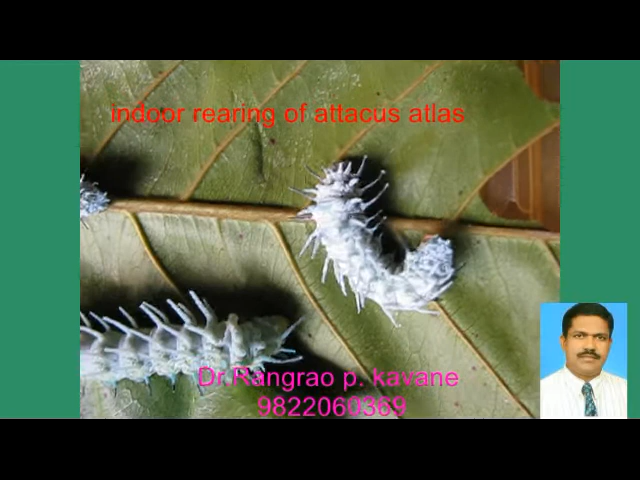 indoor rearing of attacus atlas
Dr.Rangrao p. kavane
9822060369